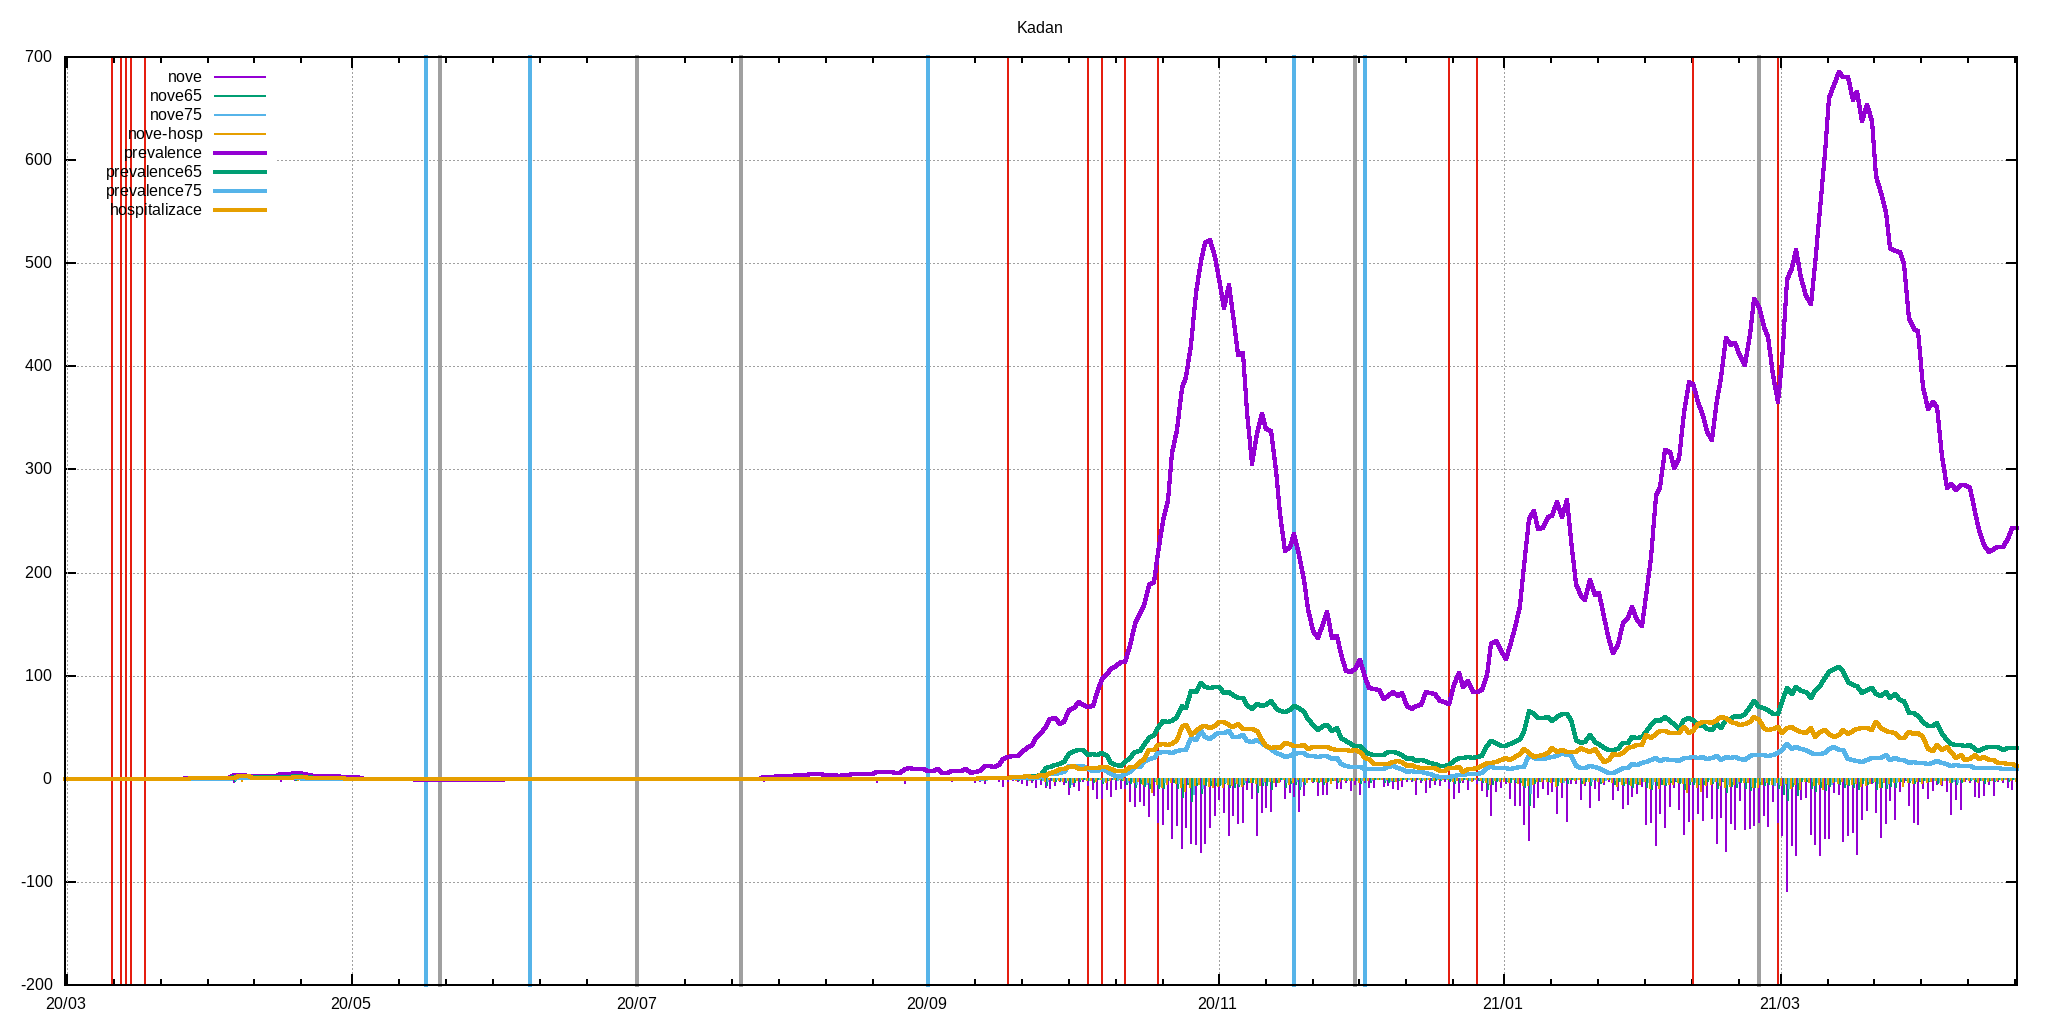 Kadan
700
600
500
400
300
200
100
0
-100
-200
nove
nove65
nove75
nove-hosp
prevalence
prevalence65
prevalence75
hospitalizace
20/03 20/05 20/07 20/09 20/11 21/01 21/03